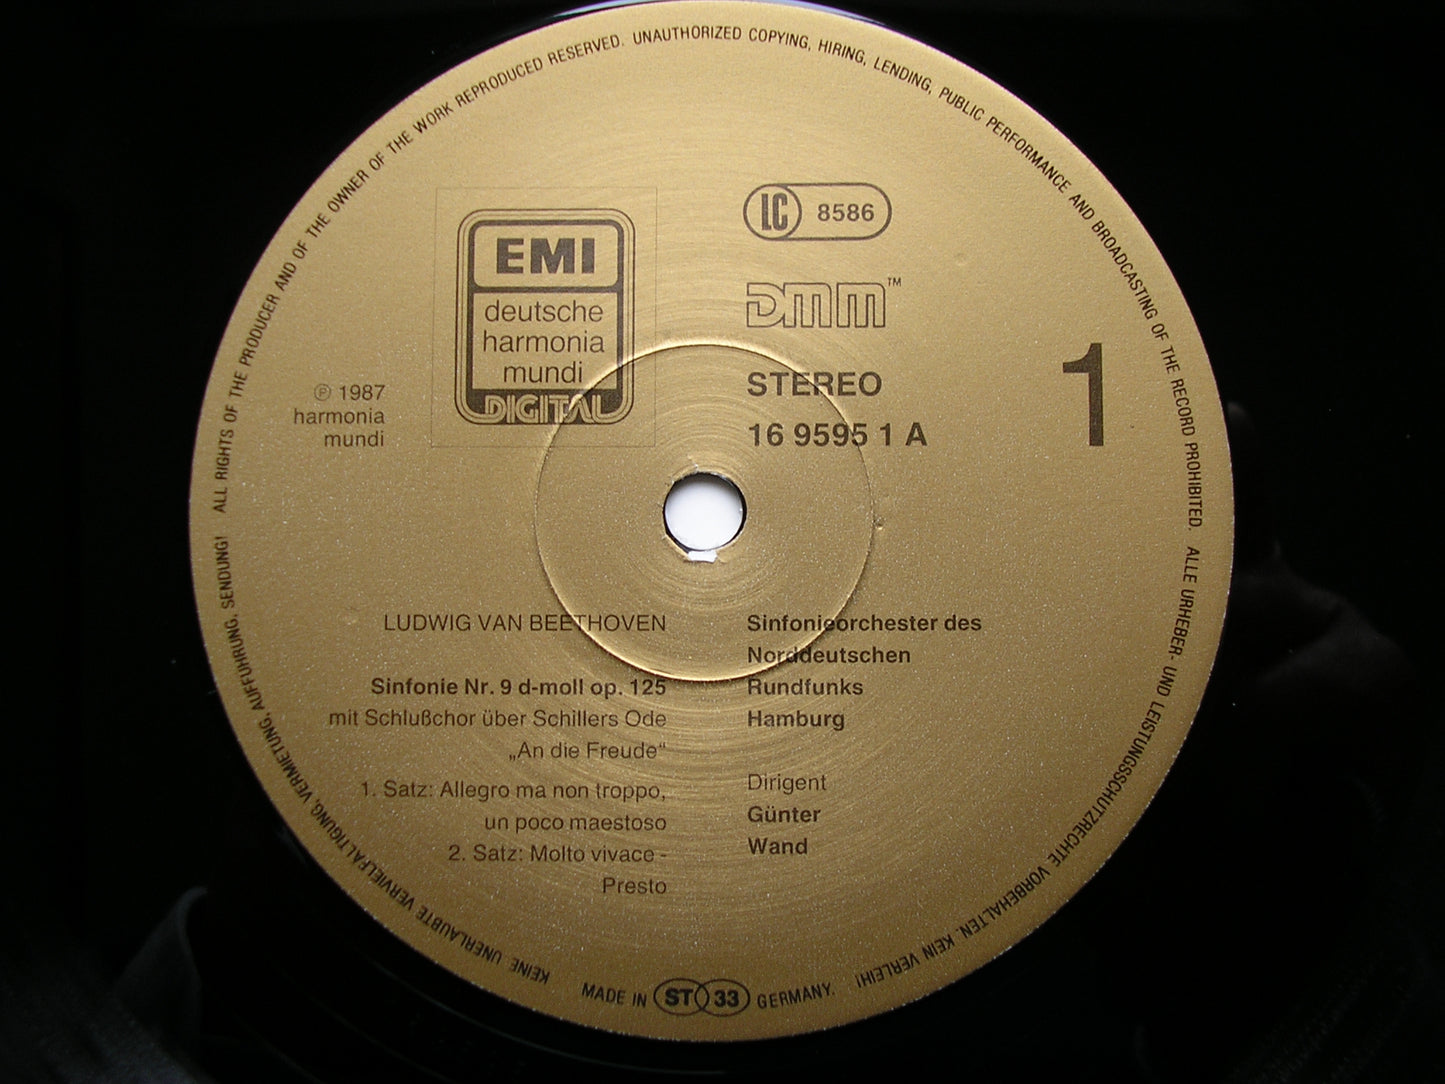 ALL RIGHTS OF THE PRODUCER AND OF THE OWNER OF THE WORK REPRODUCED RESERVED. UNAUTHORIZED COPYING, HIRING, LENDING, PUBLIC PERFORMANCE AND BROADCASTING OF THE RECORD PROHIBITED.
ALLE URHEBER- UND LEISTUNGSSCHUTZRECHTE VORBEHALTEN. KEIN VERLEIH!
KEINE UNERLAUBTE VERVIELFÄLTIGUNG, VERMIETUNG, AUFFÜHRUNG, SENDUNG!
EMI
deutsche
harmonia
mundi
DIGITAL
℗ 1987
harmonia
mundi
LC 8586
DMM™
STEREO
16 9595 1 A
1
LUDWIG VAN BEETHOVEN
Sinfonie Nr. 9 d-moll op. 125
mit Schlußchor über Schillers Ode
„An die Freude“
1. Satz: Allegro ma non troppo,
un poco maestoso
2. Satz: Molto vivace -
Presto
Sinfonieorchester des
Norddeutschen
Rundfunks
Hamburg
Dirigent
Günter
Wand
MADE IN ST 33 GERMANY.